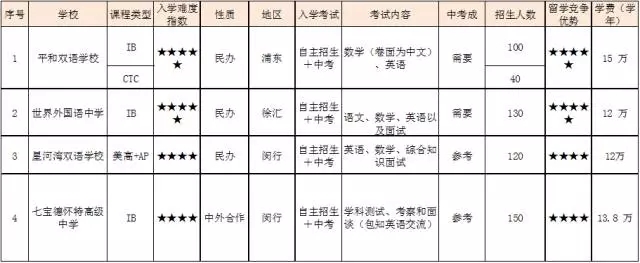 序号 学校 课程类型 入学难度指数 性质 地区 入学考试 考试内容 中考成 招生人数 留学竞争优势 学费（学年）
1 平和双语学校 IB CTC ★★★★★ 民办 浦东 自主招生＋中考 数学（卷面为中文）、英语 需要 100 40 ★★★★★ 15 万
2 世界外国语中学 IB ★★★★★ 民办 徐汇 自主招生＋中考 语文、数学、英语以及面试 需要 130 ★★★★★ 12 万
3 星河湾双语学校 美高+AP ★★★★ 民办 闵行 自主招生＋中考 英语、数学、综合知识面试 参考 120 ★★★★ 12万
4 七宝德怀特高级中学 IB ★★★★ 中外合作 闵行 自主招生＋中考 学科测试、考察和面谈（包知英语交流） 参考 150 ★★★★ 13.8 万